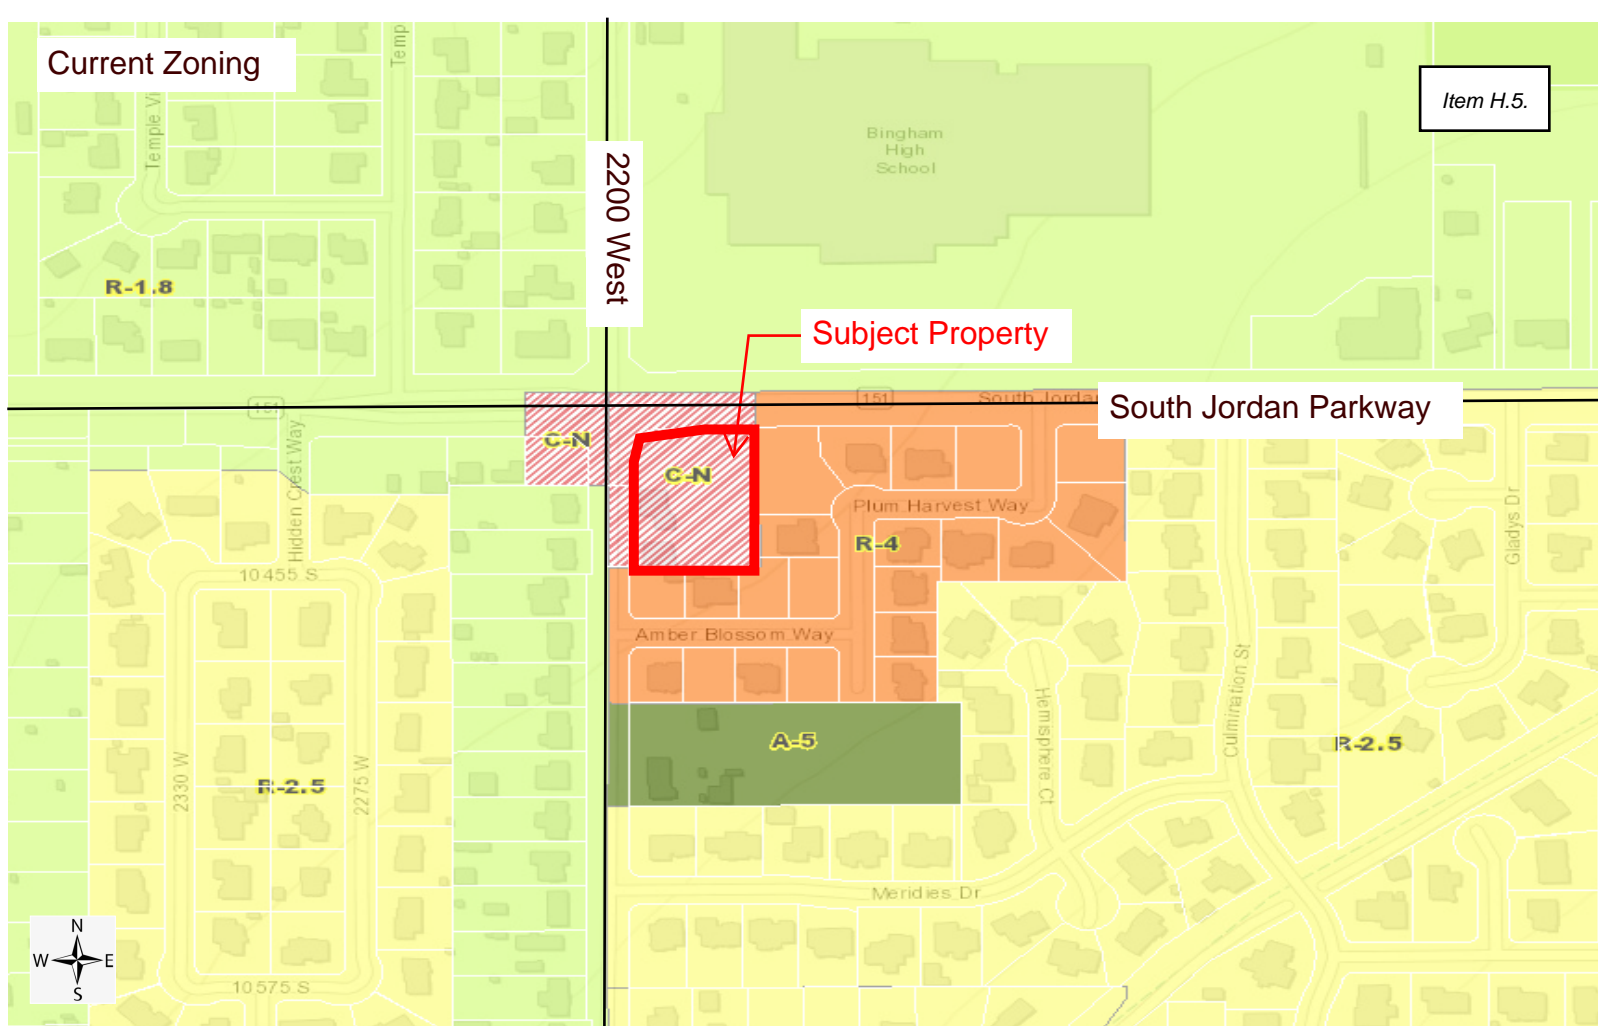 Current Zoning
Item H.5.
Temple Vi
Temp
Bingham
High
School
2200 West
R-1.8
Subject Property
151
151
South Jordan
South Jordan Parkway
C-N
C-N
Hidden Crest Way
Plum Harvest Way
R-4
Gladys Dr
10455 S
Amber Blossom Way
Hemisphere Ct
Culmination St
A-5
R-2.5
2330 W
R-2.5
2275 W
Meridies Dr
10575 S
N
W
E
S